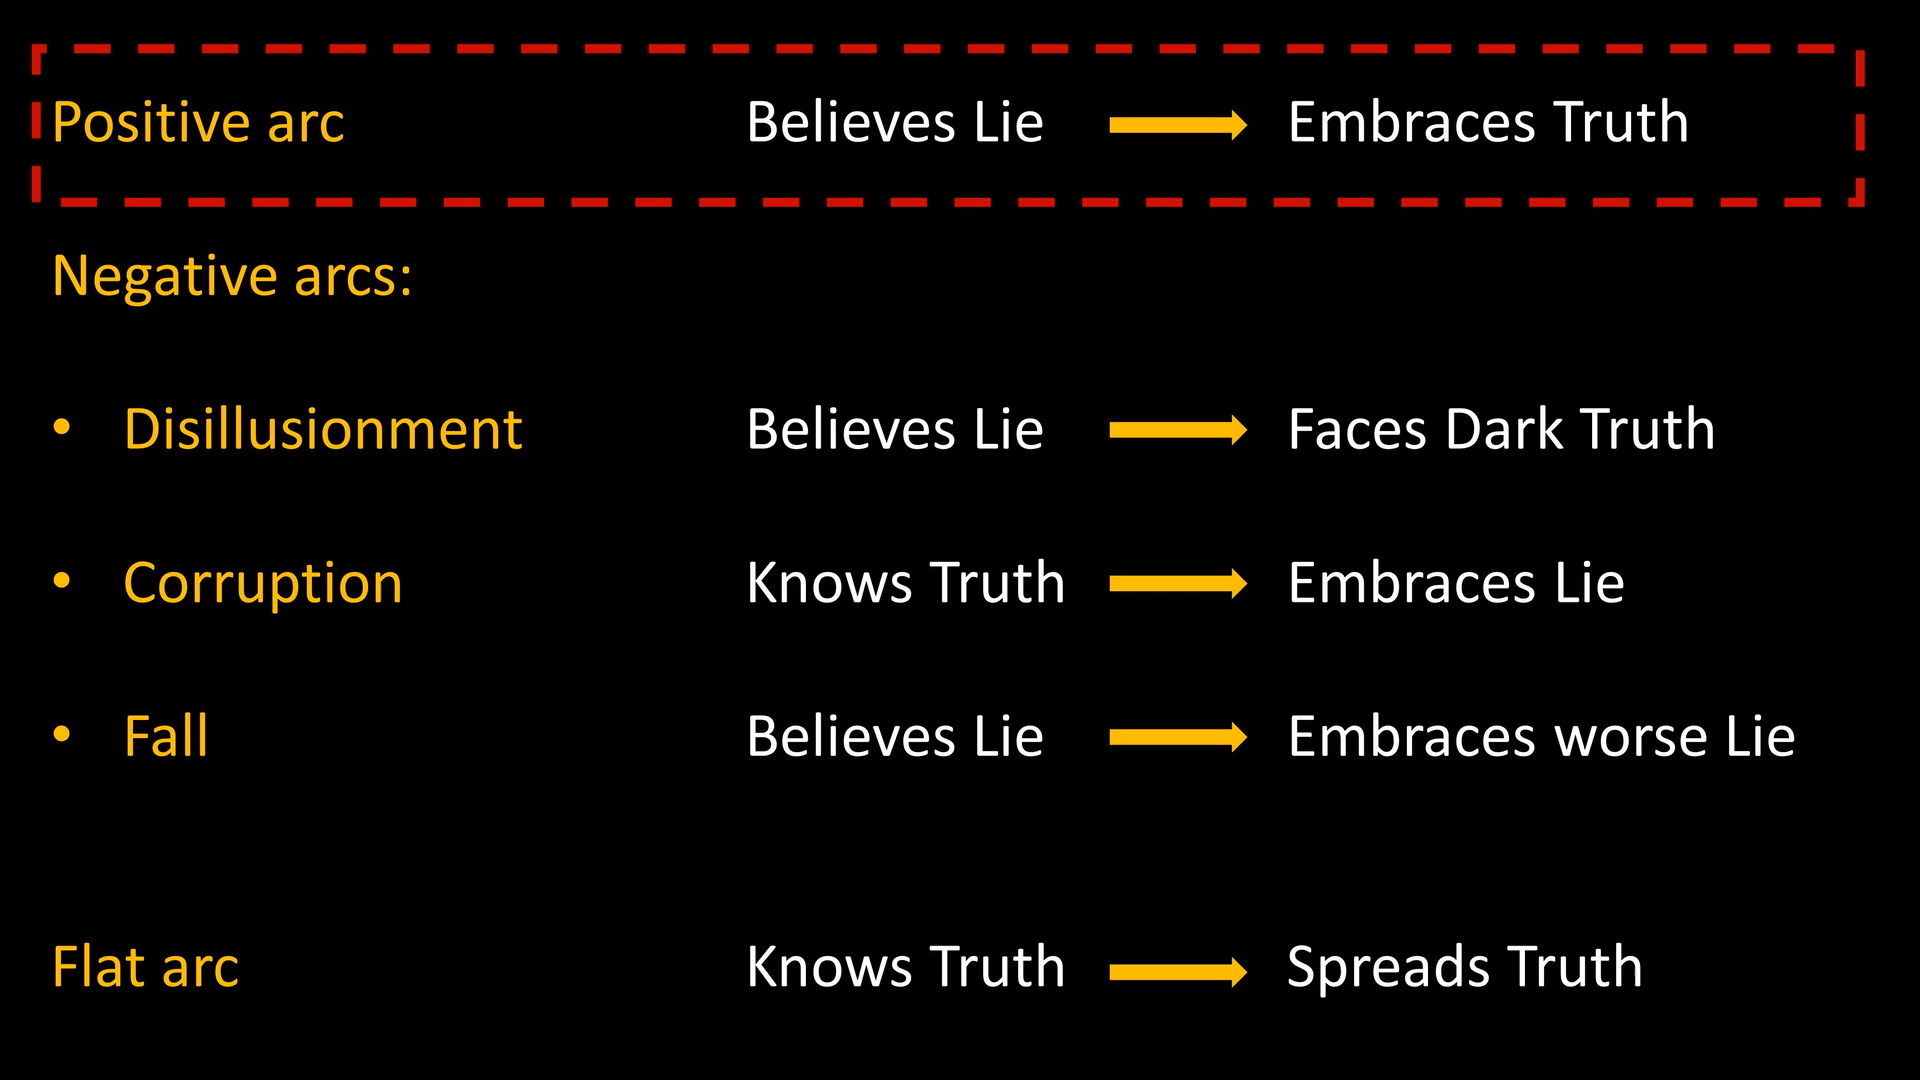 Positive arc Believes Lie Embraces Truth
Negative arcs:
• Disillusionment Believes Lie Faces Dark Truth
• Corruption Knows Truth Embraces Lie
• Fall Believes Lie Embraces worse Lie
Flat arc Knows Truth Spreads Truth